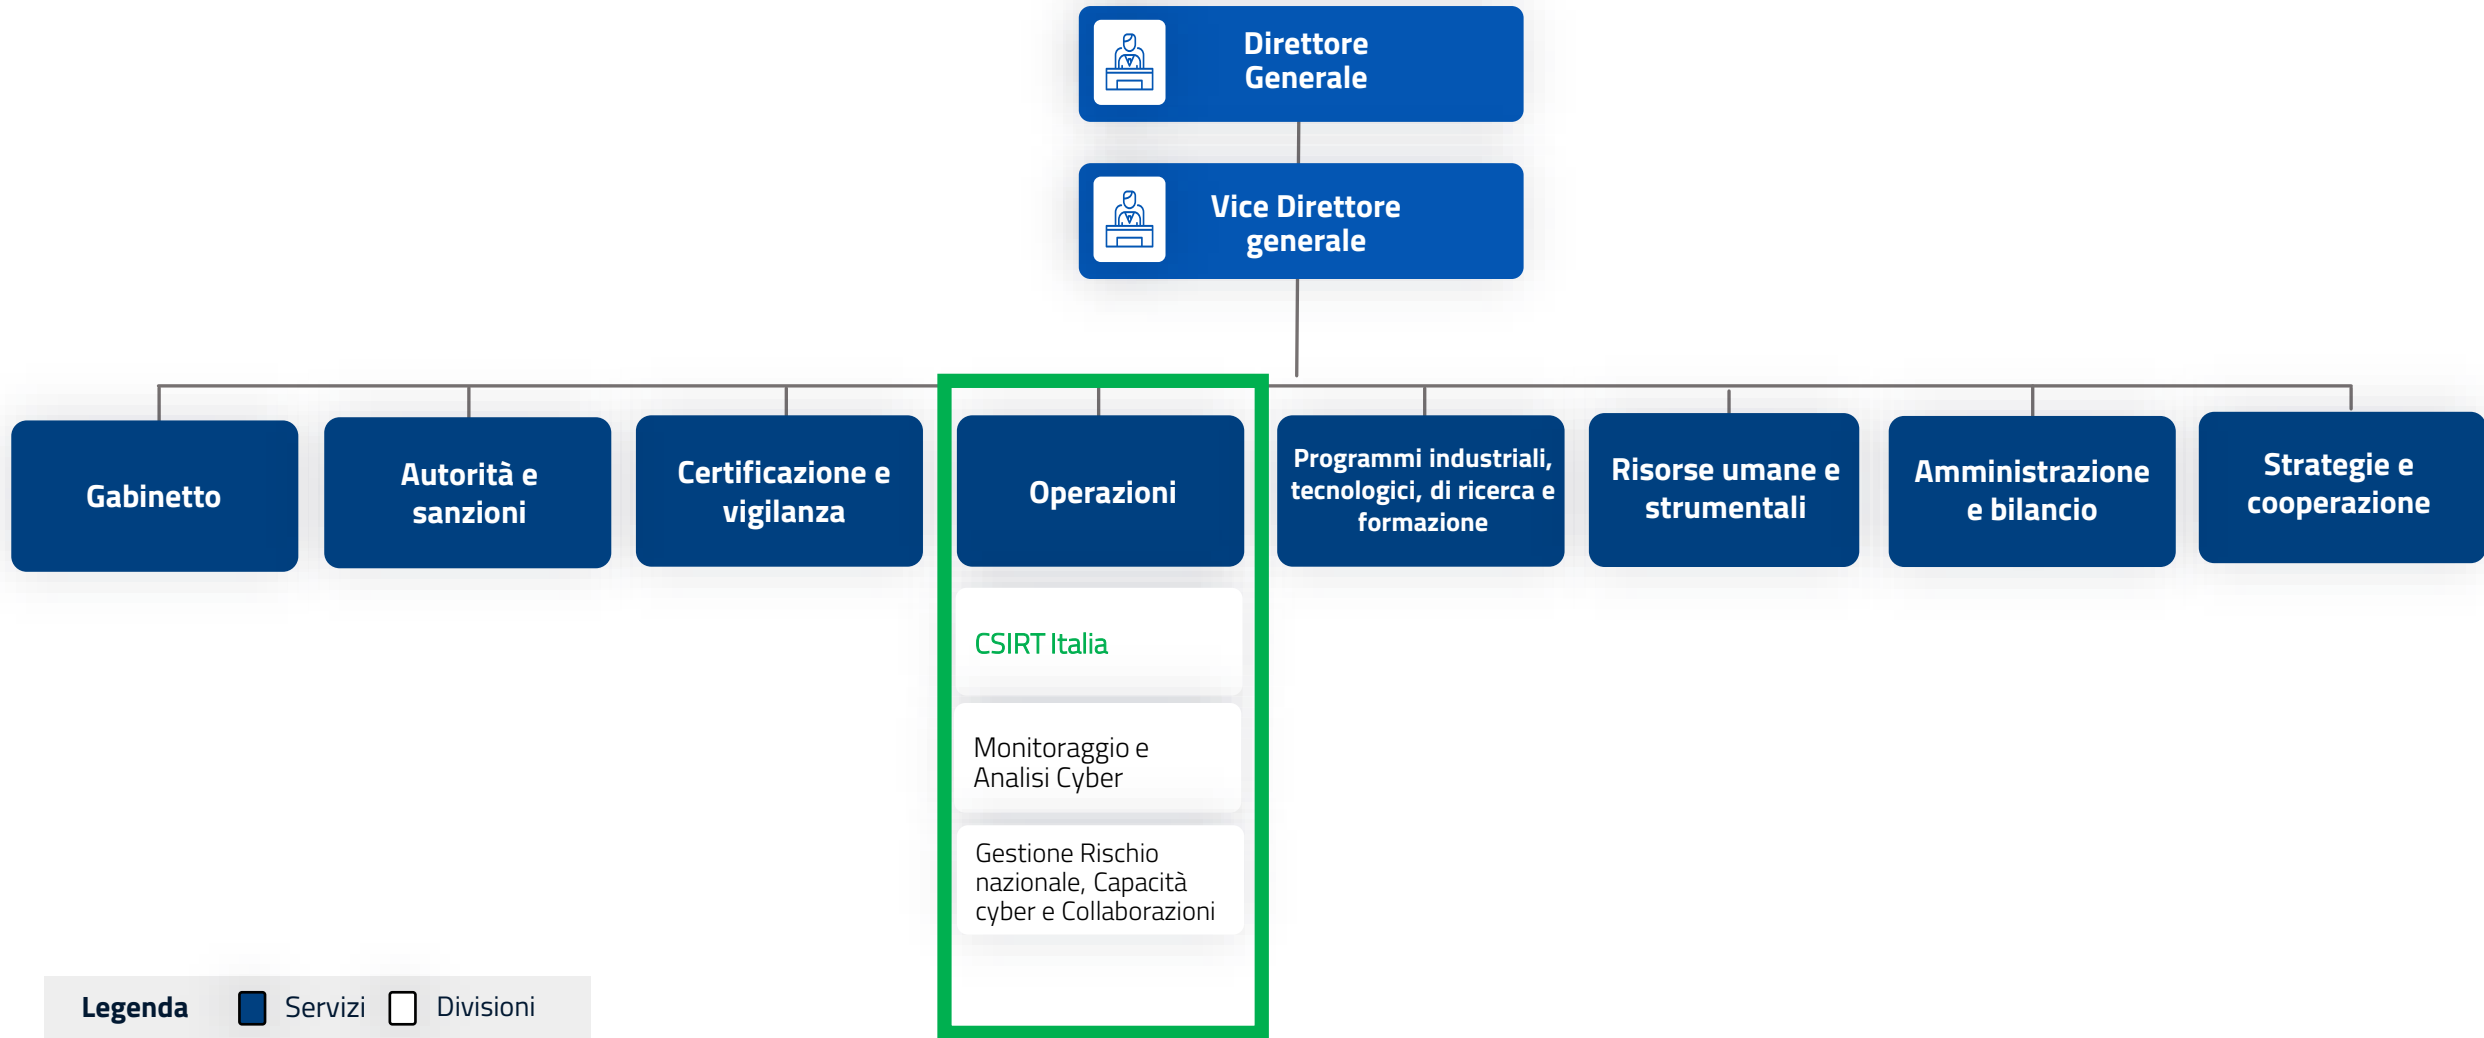 Direttore
Generale
Vice Direttore
generale
Gabinetto
Autorità e
sanzioni
Certificazione e
vigilanza
Operazioni
Programmi industriali,
tecnologici, di ricerca e
formazione
Risorse umane e
strumentali
Amministrazione
e bilancio
Strategie e
cooperazione
CSIRT Italia
Monitoraggio e
Analisi Cyber
Gestione Rischio
nazionale, Capacità
cyber e Collaborazioni
Legenda Servizi Divisioni